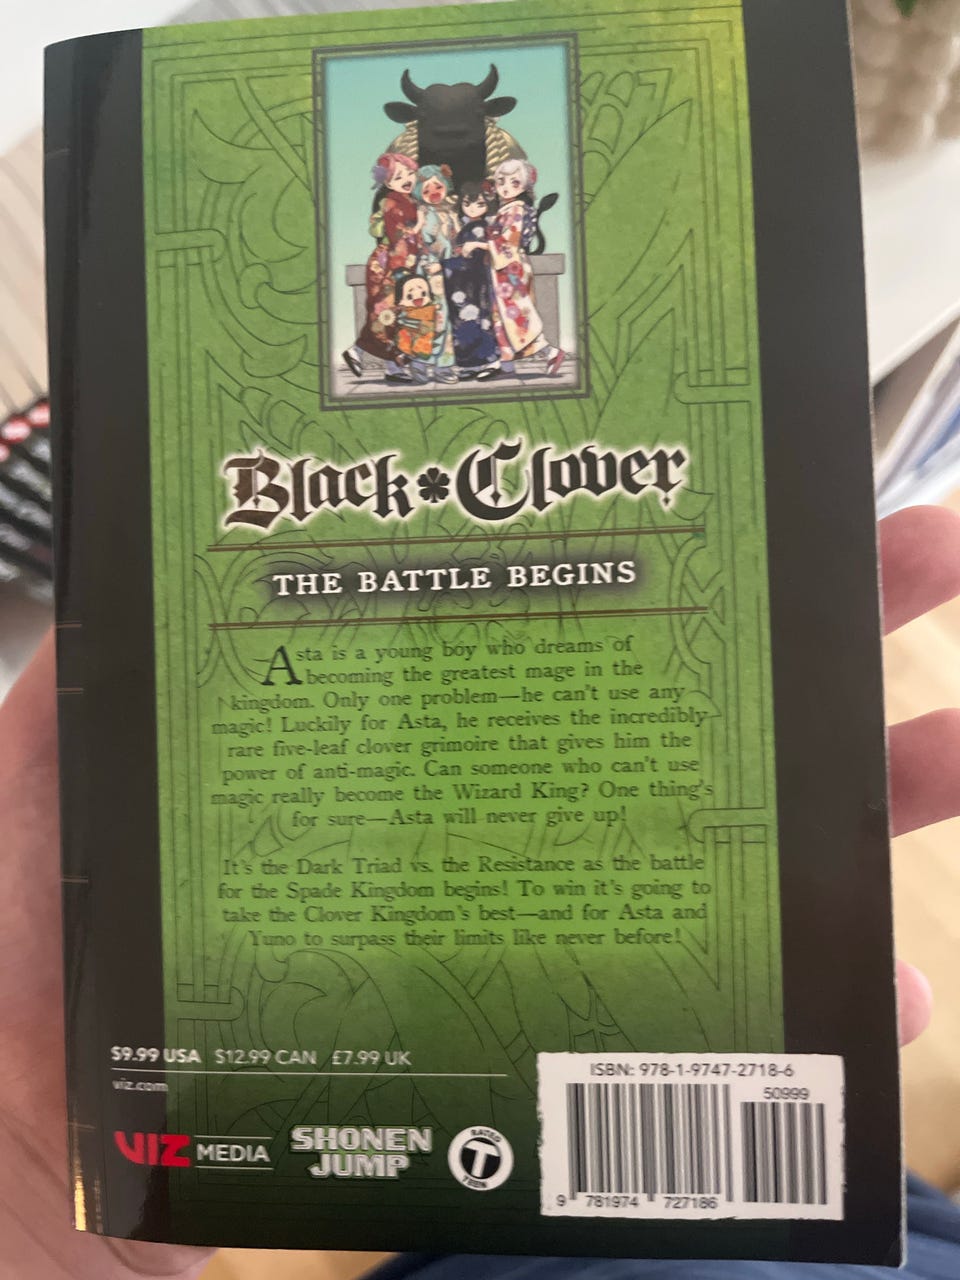 Black Clover
THE BATTLE BEGINS
Asta is a young boy who dreams of
becoming the greatest mage in the
kingdom. Only one problem—he can't use any
magic! Luckily for Asta, he receives the incredibly
rare five-leaf clover grimoire that gives him the
power of anti-magic. Can someone who can't use
magic really become the Wizard King? One thing's
for sure—Asta will never give up!
It's the Dark Triad vs. the Resistance as the battle
for the Spade Kingdom begins! To win it's going to
take the Clover Kingdom's best—and for Asta and
Yuno to surpass their limits like never before!
$9.99 USA $12.99 CAN £7.99 UK
viz.com
VIZ MEDIA
SHONEN
JUMP
RATED
T
TEEN
ISBN: 978-1-9747-2718-6
50999
9 781974 727186